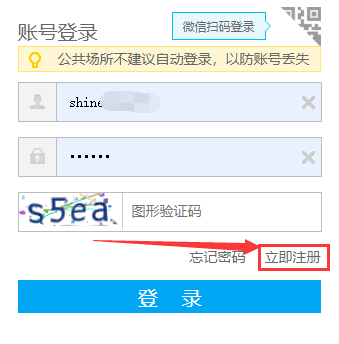 账号登录
微信扫码登录
公共场所不建议自动登录，以防账号丢失
shine
••••••
s5ea
图形验证码
忘记密码 立即注册
登 录